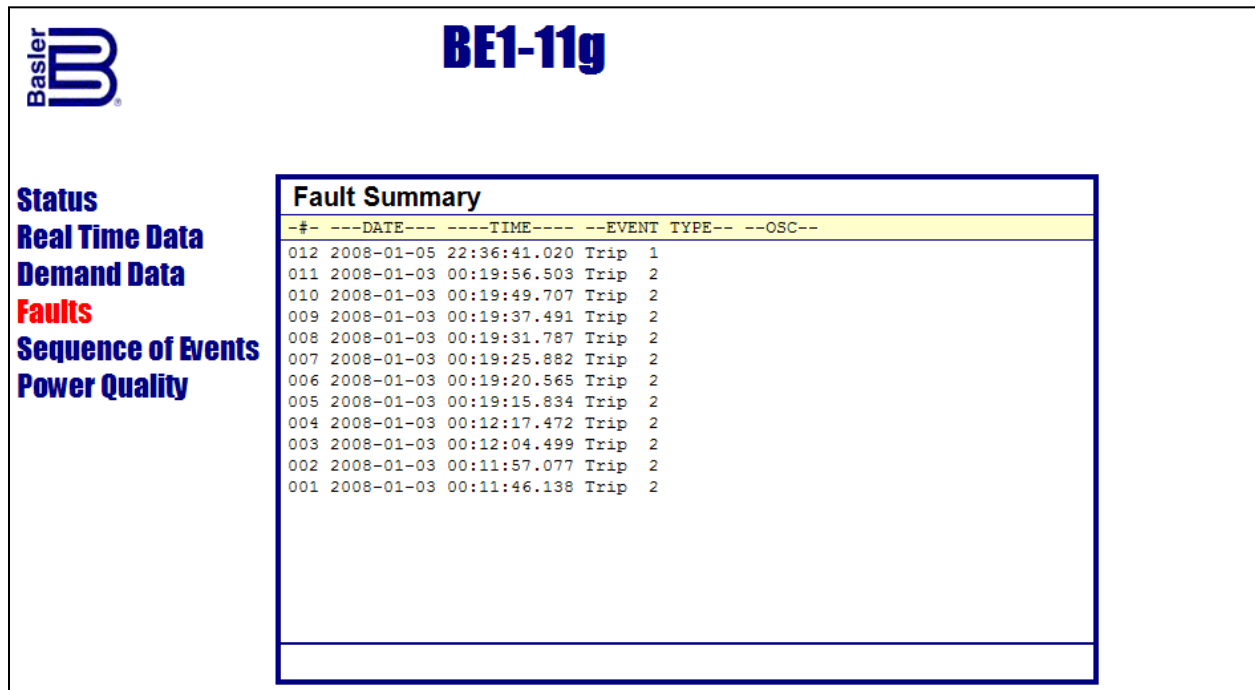 Basler
BE1-11g
Status
Real Time Data
Demand Data
Faults
Sequence of Events
Power Quality
Fault Summary
-#- ---DATE--- ----TIME---- --EVENT TYPE-- --OSC--
012 2008-01-05 22:36:41.020 Trip 1
011 2008-01-03 00:19:56.503 Trip 2
010 2008-01-03 00:19:49.707 Trip 2
009 2008-01-03 00:19:37.491 Trip 2
008 2008-01-03 00:19:31.787 Trip 2
007 2008-01-03 00:19:25.882 Trip 2
006 2008-01-03 00:19:20.565 Trip 2
005 2008-01-03 00:19:15.834 Trip 2
004 2008-01-03 00:12:17.472 Trip 2
003 2008-01-03 00:12:04.499 Trip 2
002 2008-01-03 00:11:57.077 Trip 2
001 2008-01-03 00:11:46.138 Trip 2